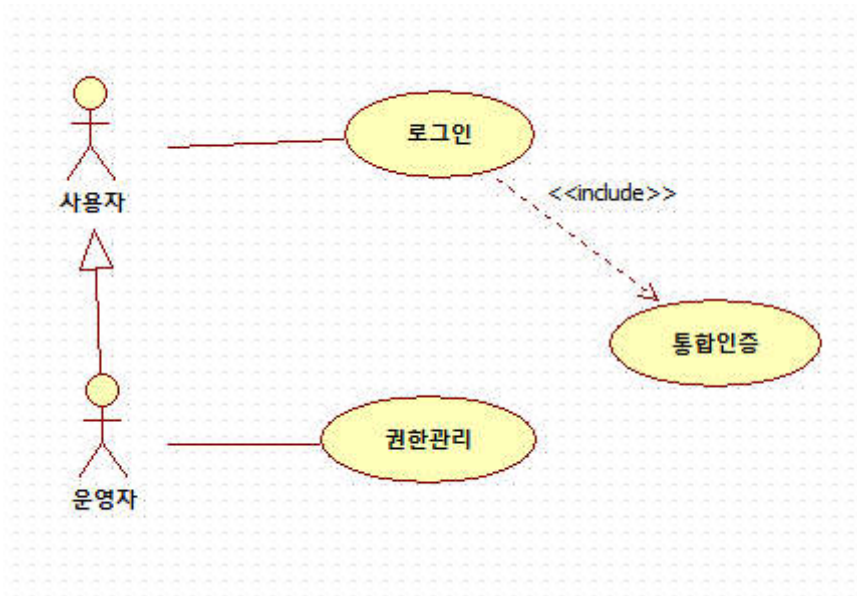 로그인
<<include>>
사용자
통합인증
권한관리
운영자